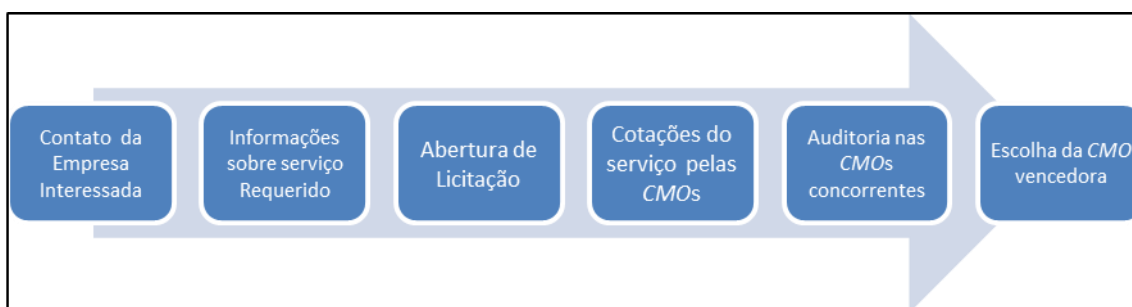 Contato da
Empresa
Interessada
Informações
sobre serviço
Requerido
Abertura de
Licitação
Cotações do
serviço pelas
CMOs
Auditoria nas
CMOs
concorrentes
Escolha da CMO
vencedora